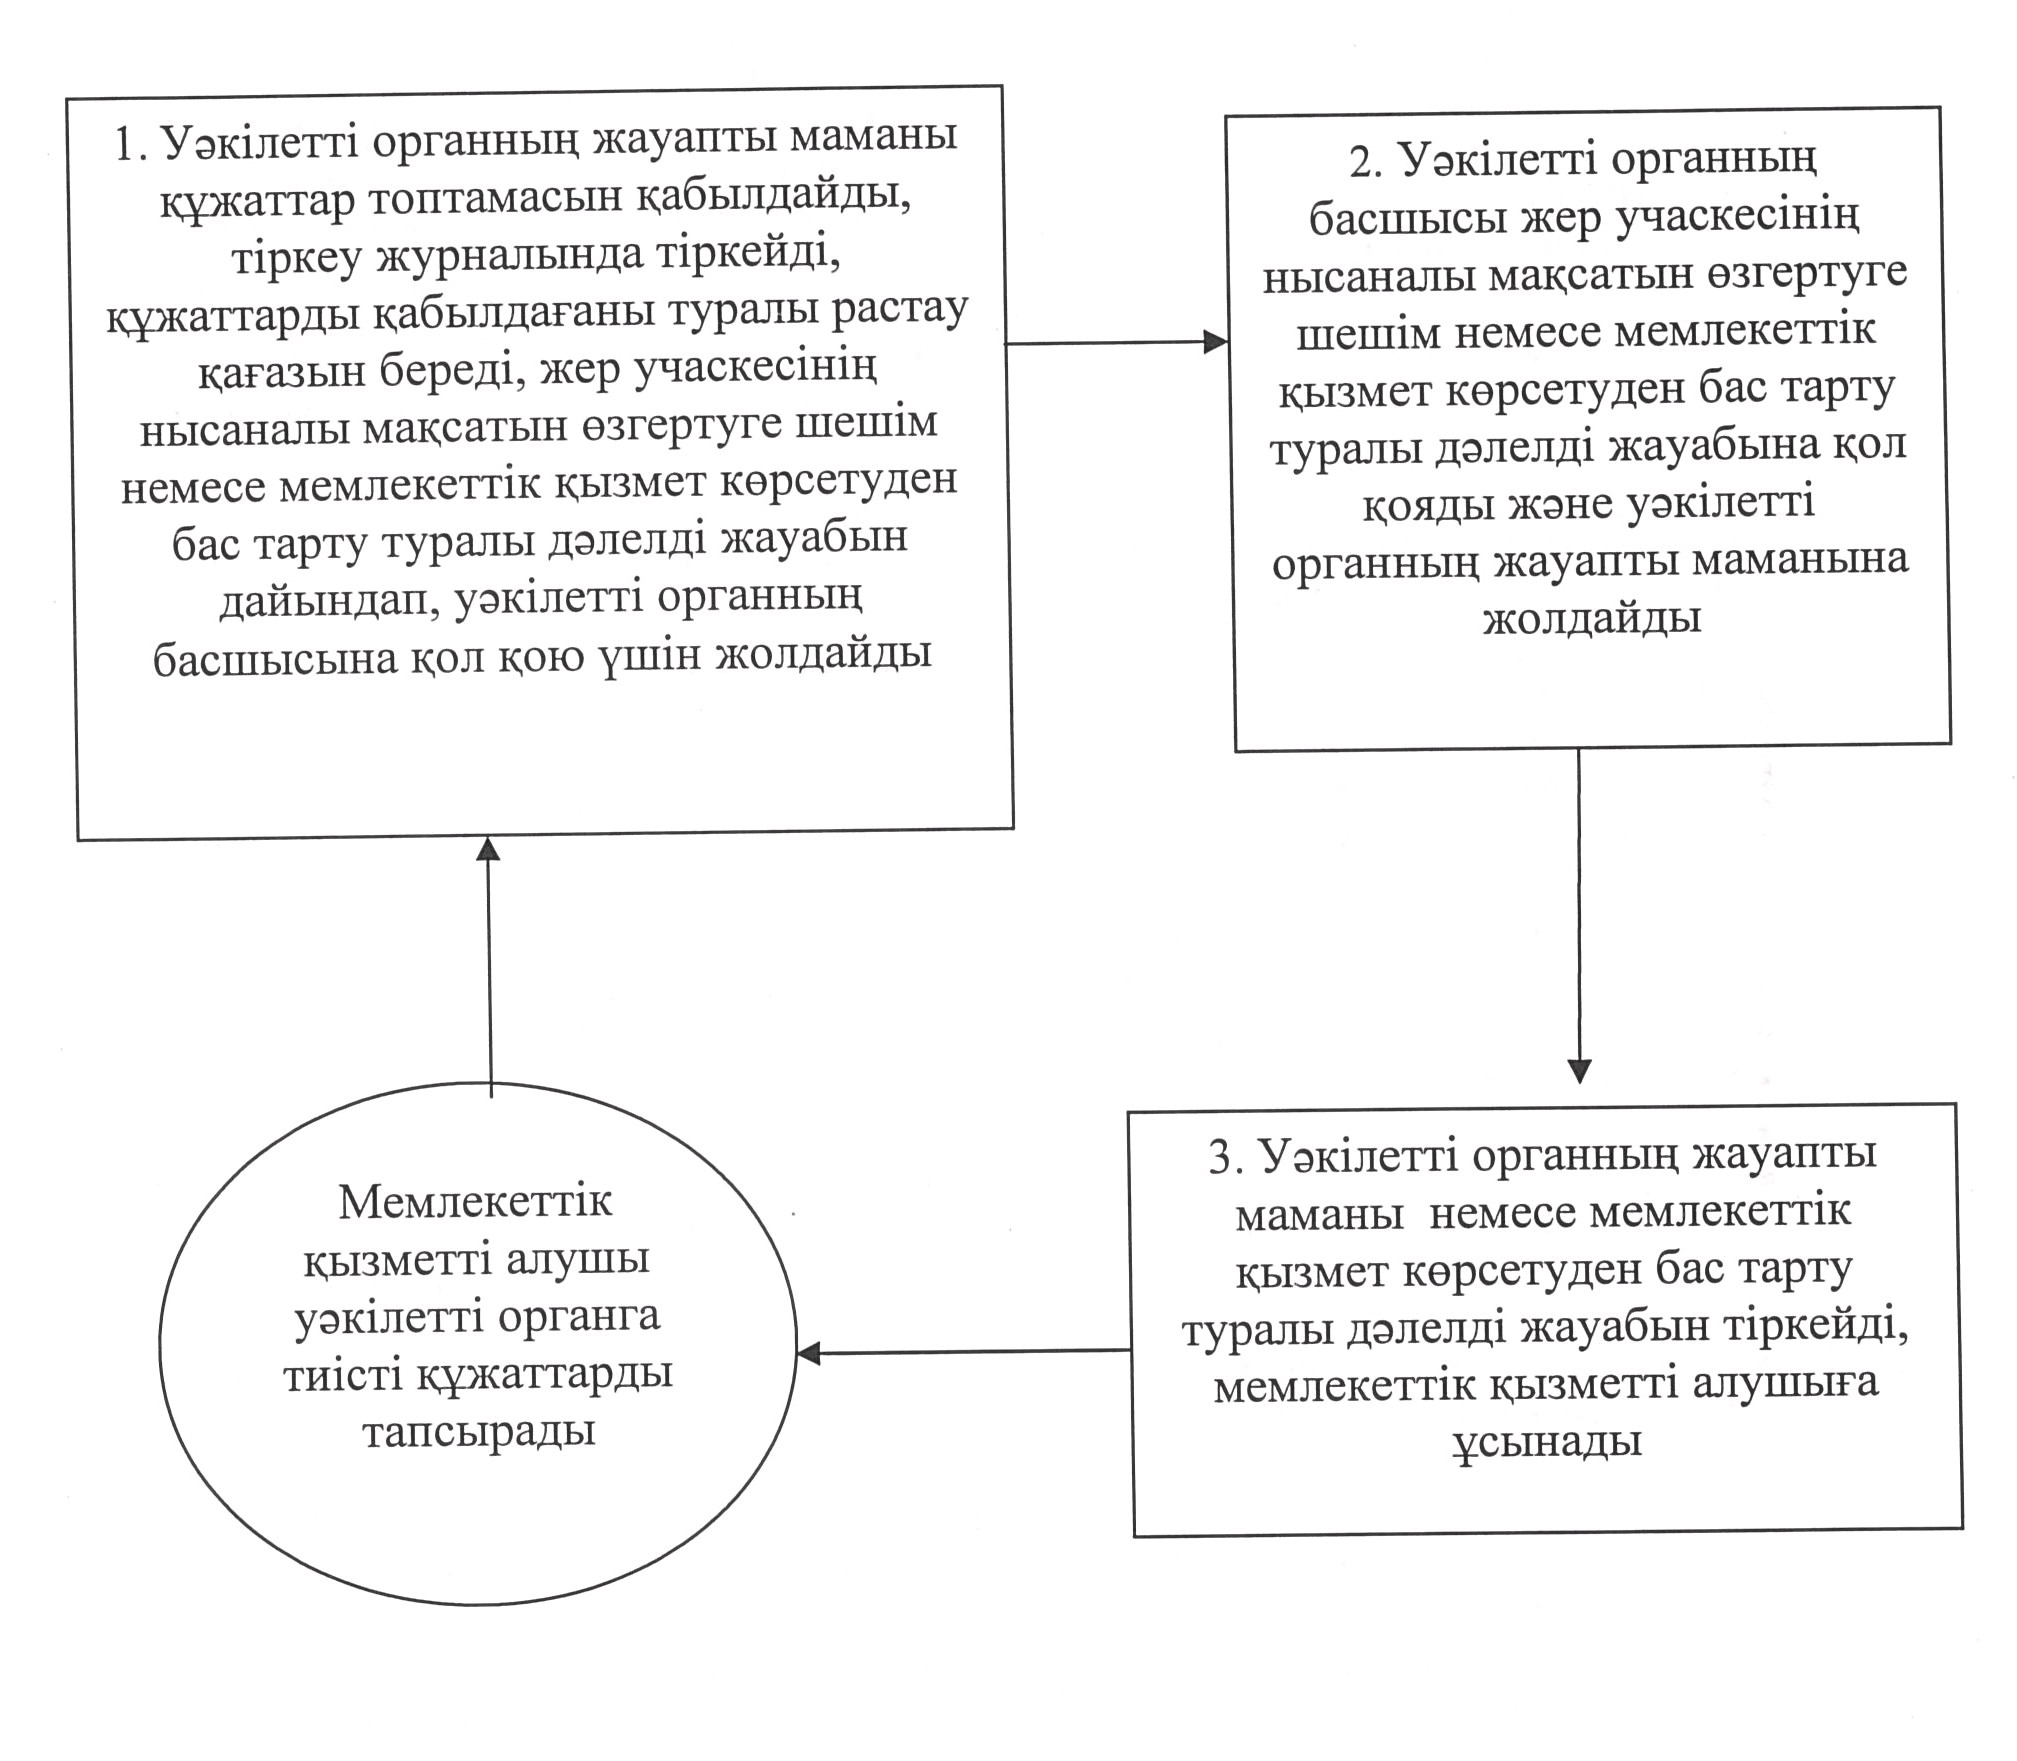 1. Уәкілетті органның жауапты маманы
құжаттар топтамасын қабылдайды,
тіркеу журналында тіркейді,
құжаттарды қабылдағаны туралы растау
қағазын береді, жер учаскесінің
нысаналы мақсатын өзгертуге шешім
немесе мемлекеттік қызмет көрсетуден
бас тарту туралы дәлелді жауабын
дайындап, уәкілетті органның
басшысына қол қою үшін жолдайды
2. Уәкілетті органның
басшысы жер учаскесінің
нысаналы мақсатын өзгертуге
шешім немесе мемлекеттік
қызмет көрсетуден бас тарту
туралы дәлелді жауабына қол
қояды және уәкілетті
органның жауапты маманына
жолдайды
3. Уәкілетті органның жауапты
маманы  немесе мемлекеттік
қызмет көрсетуден бас тарту
туралы дәлелді жауабын тіркейді,
мемлекеттік қызметті алушыға
ұсынады
Мемлекеттік
қызметті алушы
уәкілетті органга
тиісті құжаттарды
тапсырады